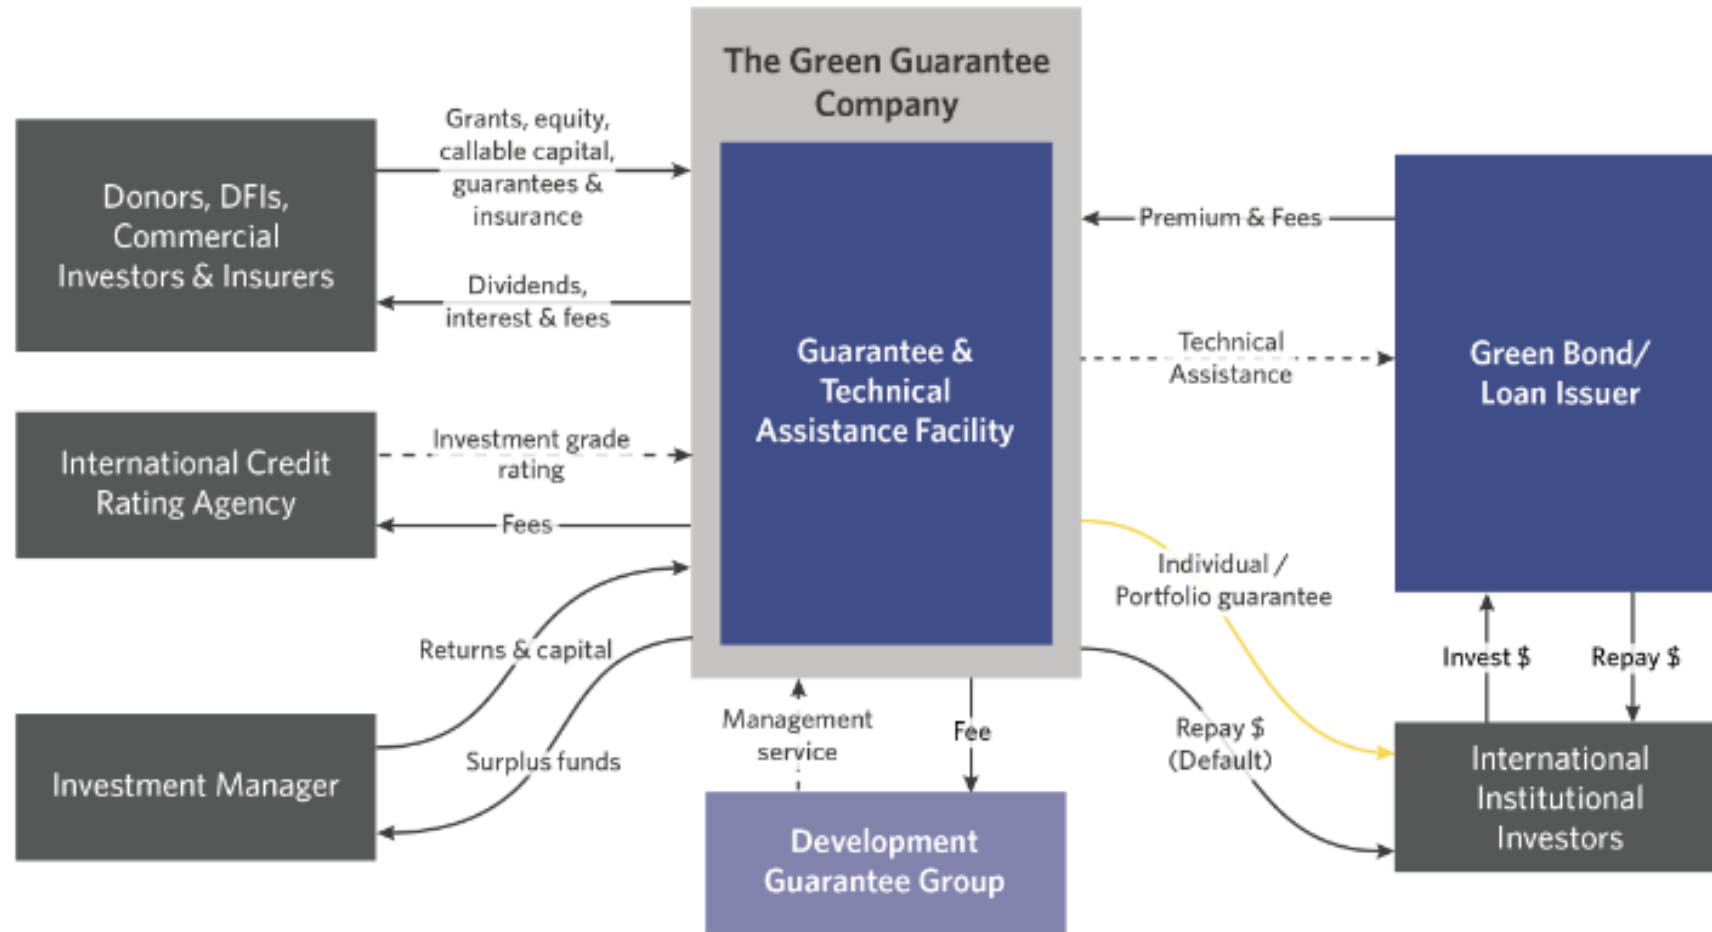 The Green Guarantee
Company
Grants, equity,
callable capital,
guarantees &
insurance
Donors, DFIs,
Commercial
Investors & Insurers
Dividends,
interest & fees
Premium & Fees
Guarantee &
Technical
Assistance Facility
Technical
Assistance
Green Bond/
Loan Issuer
International Credit
Rating Agency
Investment grade
rating
Fees
Individual /
Portfolio guarantee
Returns & capital
Surplus funds
Investment Manager
Management
service
Fee
Repay $
(Default)
Invest $
Repay $
International
Institutional
Investors
Development
Guarantee Group